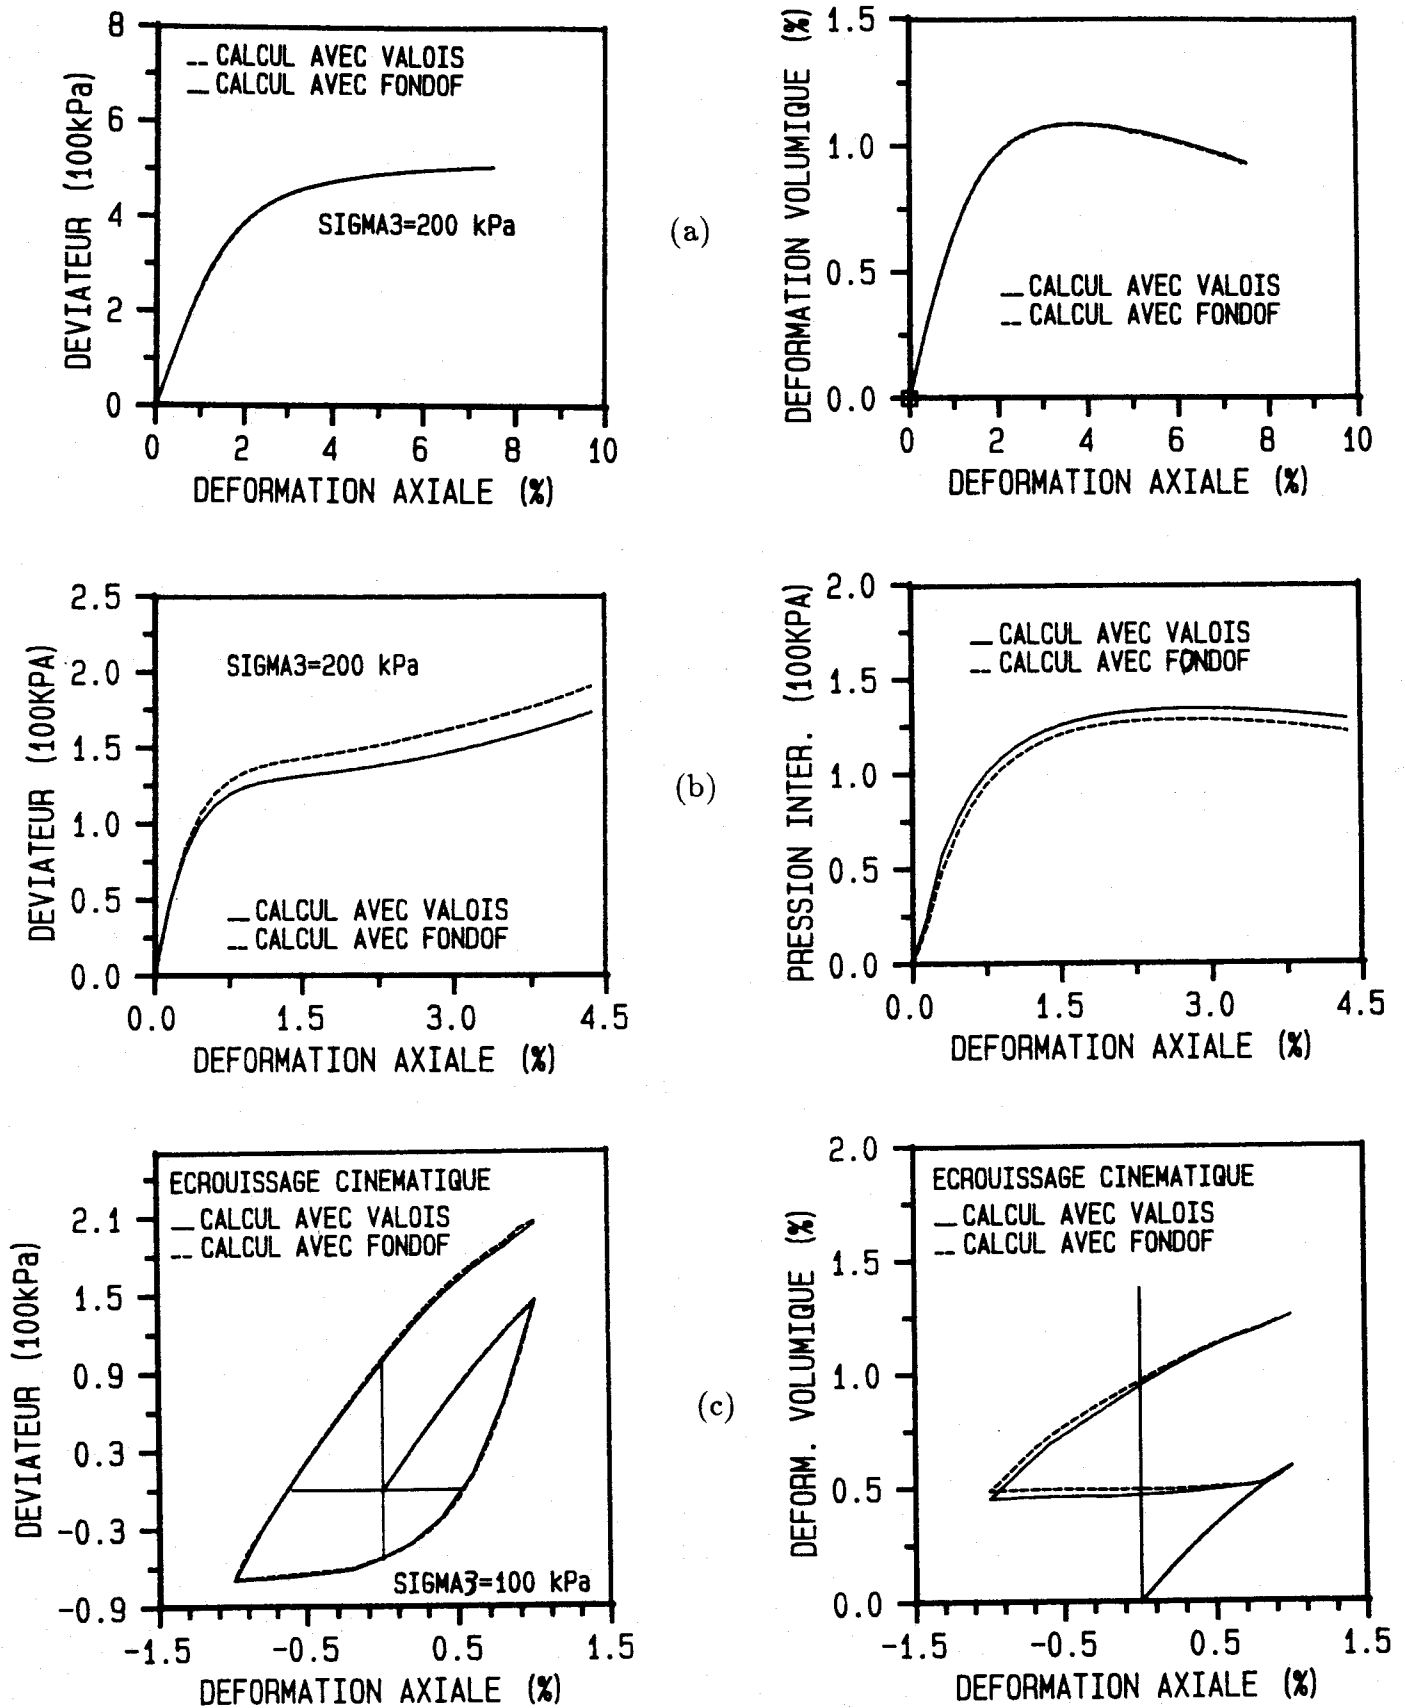 8
6
4
2
0
DEVIATEUR (100kPa)
-- CALCUL AVEC VALOIS
— CALCUL AVEC FONDOF
SIGMA3=200 kPa
0 2 4 6 8 10
DEFORMATION AXIALE (%)
(a)
1.5
1.0
0.5
0.0
DEFORMATION VOLUMIQUE (%)
— CALCUL AVEC VALOIS
-- CALCUL AVEC FONDOF
0 2 4 6 8 10
DEFORMATION AXIALE (%)
2.5
2.0
1.5
1.0
0.5
0.0
DEVIATEUR (100KPA)
SIGMA3=200 kPa
— CALCUL AVEC VALOIS
-- CALCUL AVEC FONDOF
0.0 1.5 3.0 4.5
DEFORMATION AXIALE (%)
(b)
2.0
1.5
1.0
0.5
0.0
PRESSION INTER. (100KPA)
— CALCUL AVEC VALOIS
-- CALCUL AVEC FONDOF
0.0 1.5 3.0 4.5
DEFORMATION AXIALE (%)
2.1
1.5
0.9
0.3
-0.3
-0.9
DEVIATEUR (100kPa)
ECROUISSAGE CINEMATIQUE
— CALCUL AVEC VALOIS
-- CALCUL AVEC FONDOF
SIGMA3=100 kPa
-1.5 -0.5 0.5 1.5
DEFORMATION AXIALE (%)
(c)
2.0
1.5
1.0
0.5
0.0
DEFORM. VOLUMIQUE (%)
ECROUISSAGE CINEMATIQUE
— CALCUL AVEC VALOIS
-- CALCUL AVEC FONDOF
-1.5 -0.5 0.5 1.5
DEFORMATION AXIALE (%)